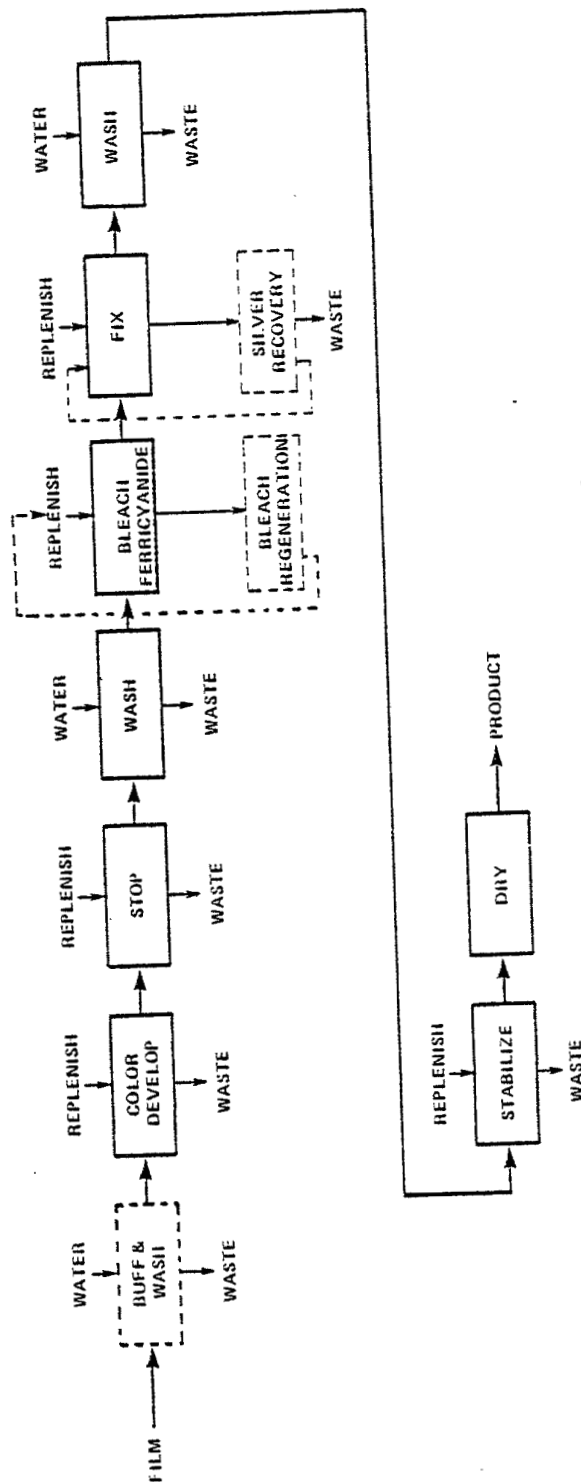 FILM
WATER
BUFF &
WASH
WASTE
REPLENISH
COLOR
DEVELOP
WASTE
REPLENISH
STOP
WASTE
WATER
WASH
WASTE
REPLENISH
BLEACH
FERRICYANIDE
BLEACH
REGENERATION
REPLENISH
FIX
SILVER
RECOVERY
WASTE
WATER
WASH
WASTE
REPLENISH
STABILIZE
WASTE
DRY
PRODUCT